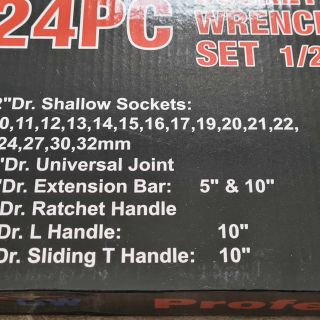 24PC
WRENCH
SET 1/2
2"Dr. Shallow Sockets:
0,11,12,13,14,15,16,17,19,20,21,22,
24,27,30,32mm
"Dr. Universal Joint
"Dr. Extension Bar: 5" & 10"
Dr. Ratchet Handle
Dr. L Handle: 10"
Dr. Sliding T Handle: 10"
Profe